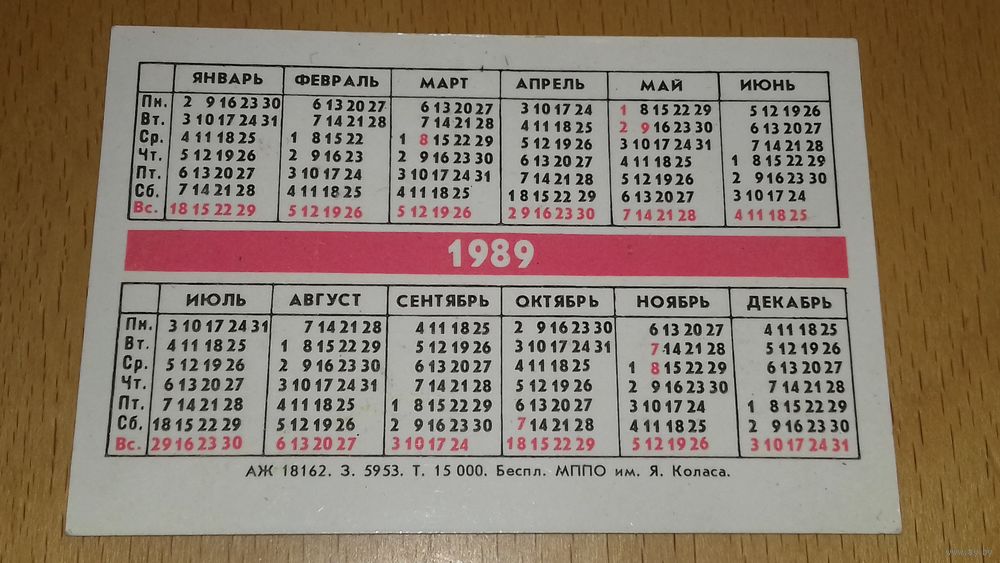 ЯНВАРЬ ФЕВРАЛЬ МАРТ АПРЕЛЬ МАЙ ИЮНЬ
Пн. 2 9 16 23 30 6 13 20 27 6 13 20 27 3 10 17 24 1 8 15 22 29 5 12 19 26
Вт. 3 10 17 24 31 7 14 21 28 7 14 21 28 4 11 18 25 2 9 16 23 30 6 13 20 27
Ср. 4 11 18 25 1 8 15 22 1 8 15 22 29 5 12 19 26 3 10 17 24 31 7 14 21 28
Чт. 5 12 19 26 2 9 16 23 2 9 16 23 30 6 13 20 27 4 11 18 25 1 8 15 22 29
Пт. 6 13 20 27 3 10 17 24 3 10 17 24 31 7 14 21 28 5 12 19 26 2 9 16 23 30
Сб. 7 14 21 28 4 11 18 25 4 11 18 25 1 8 15 22 29 6 13 20 27 3 10 17 24
Вс. 1 8 15 22 29 5 12 19 26 5 12 19 26 2 9 16 23 30 7 14 21 28 4 11 18 25
1989
ИЮЛЬ АВГУСТ СЕНТЯБРЬ ОКТЯБРЬ НОЯБРЬ ДЕКАБРЬ
Пн. 3 10 17 24 31 7 14 21 28 4 11 18 25 2 9 16 23 30 6 13 20 27 4 11 18 25
Вт. 4 11 18 25 1 8 15 22 29 5 12 19 26 3 10 17 24 31 7 14 21 28 5 12 19 26
Ср. 5 12 19 26 2 9 16 23 30 6 13 20 27 4 11 18 25 1 8 15 22 29 6 13 20 27
Чт. 6 13 20 27 3 10 17 24 31 7 14 21 28 5 12 19 26 2 9 16 23 30 7 14 21 28
Пт. 7 14 21 28 4 11 18 25 1 8 15 22 29 6 13 20 27 3 10 17 24 1 8 15 22 29
Сб. 1 8 15 22 29 5 12 19 26 2 9 16 23 30 7 14 21 28 4 11 18 25 2 9 16 23 30
Вс. 2 9 16 23 30 6 13 20 27 3 10 17 24 1 8 15 22 29 5 12 19 26 3 10 17 24 31
АЖ 18162. З. 5953. Т. 15 000. Беспл. МППО им. Я. Коласа.